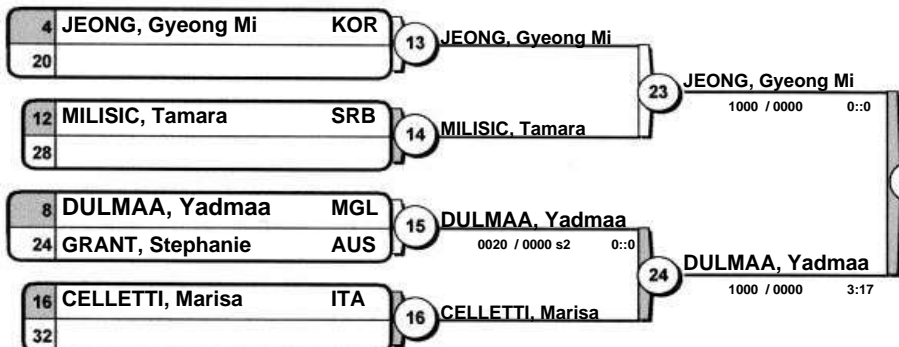 4 JEONG, Gyeong Mi KOR
20
13 JEONG, Gyeong Mi
12 MILISIC, Tamara SRB
28
14 MILISIC, Tamara
23 JEONG, Gyeong Mi
1000 / 0000 0::0
8 DULMAA, Yadmaa MGL
24 GRANT, Stephanie AUS
15 DULMAA, Yadmaa
0020 / 0000 s2 0::0
16 CELLETTI, Marisa ITA
32
16 CELLETTI, Marisa
24 DULMAA, Yadmaa
1000 / 0000 3:17